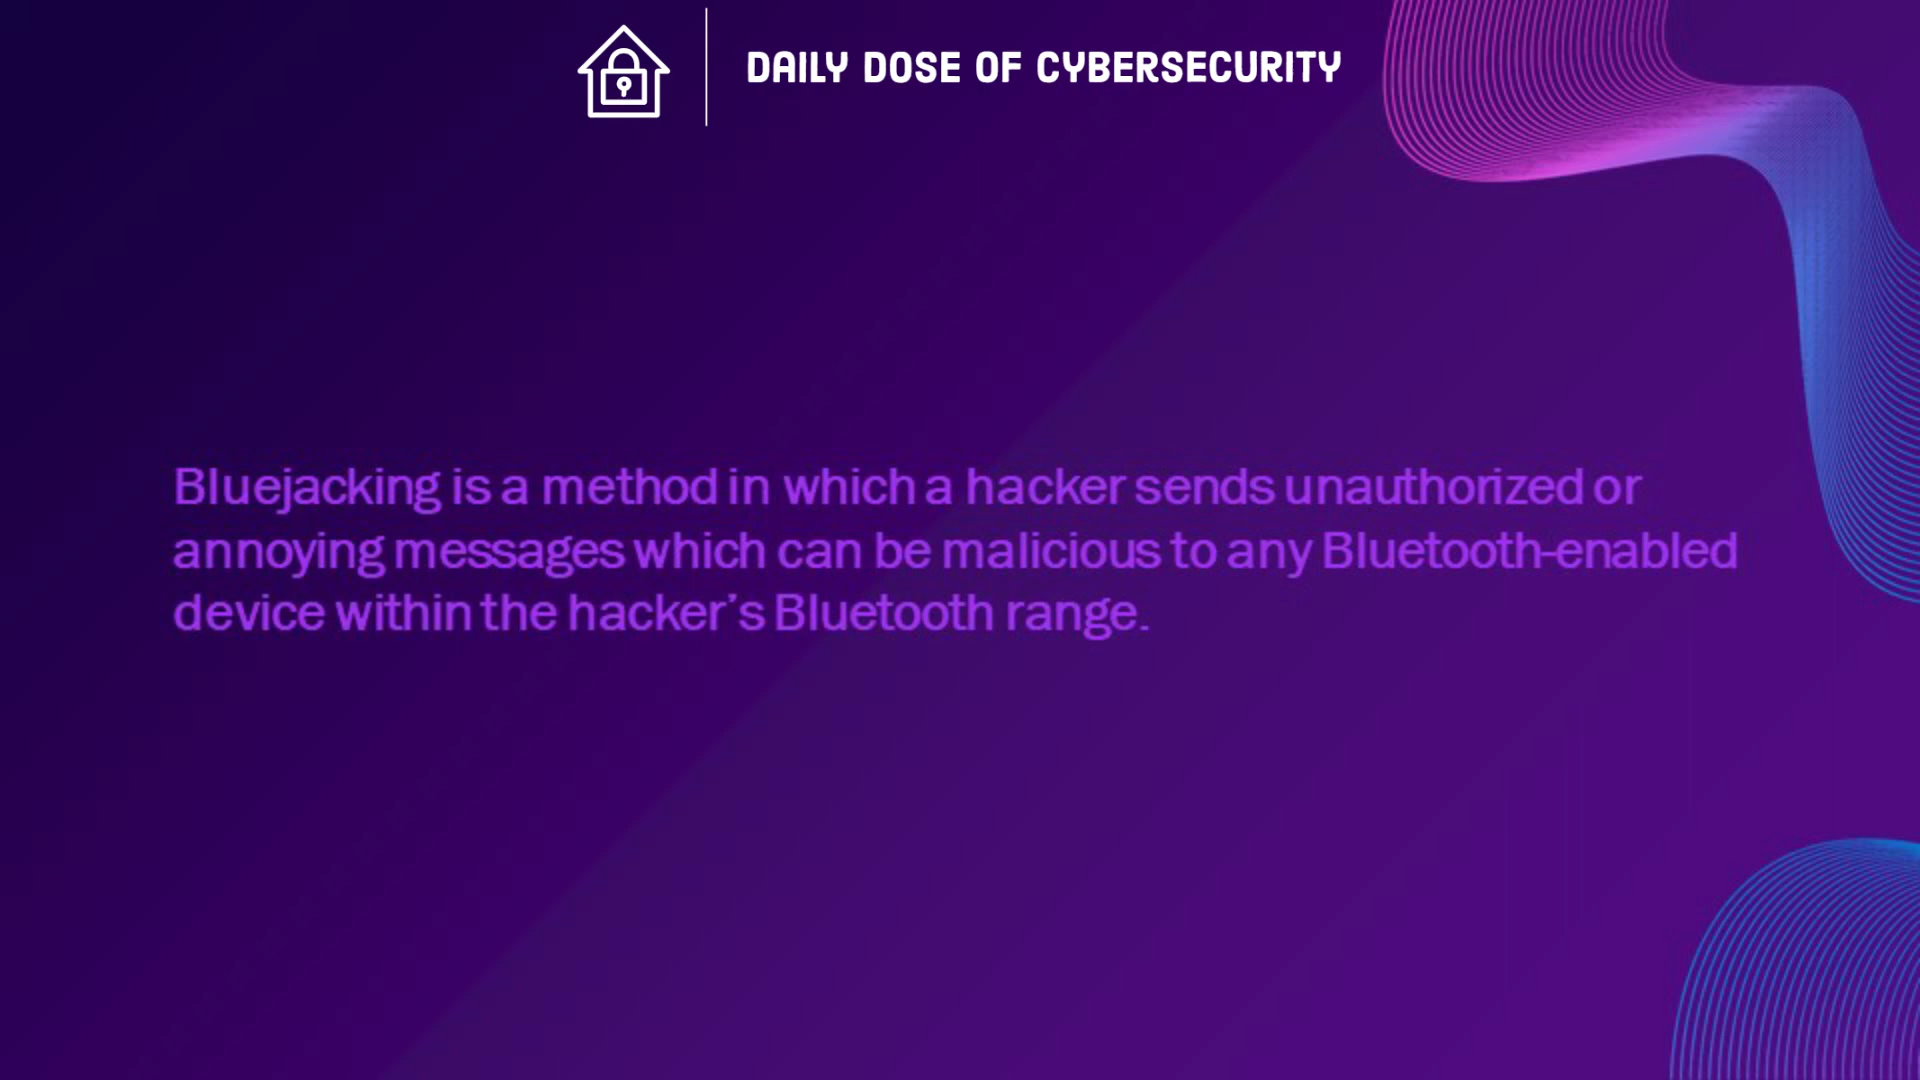 DAILY DOSE OF CYBERSECURITY
Bluejacking is a method in which a hacker sends unauthorized or
annoying messages which can be malicious to any Bluetooth-enabled
device within the hacker’s Bluetooth range.